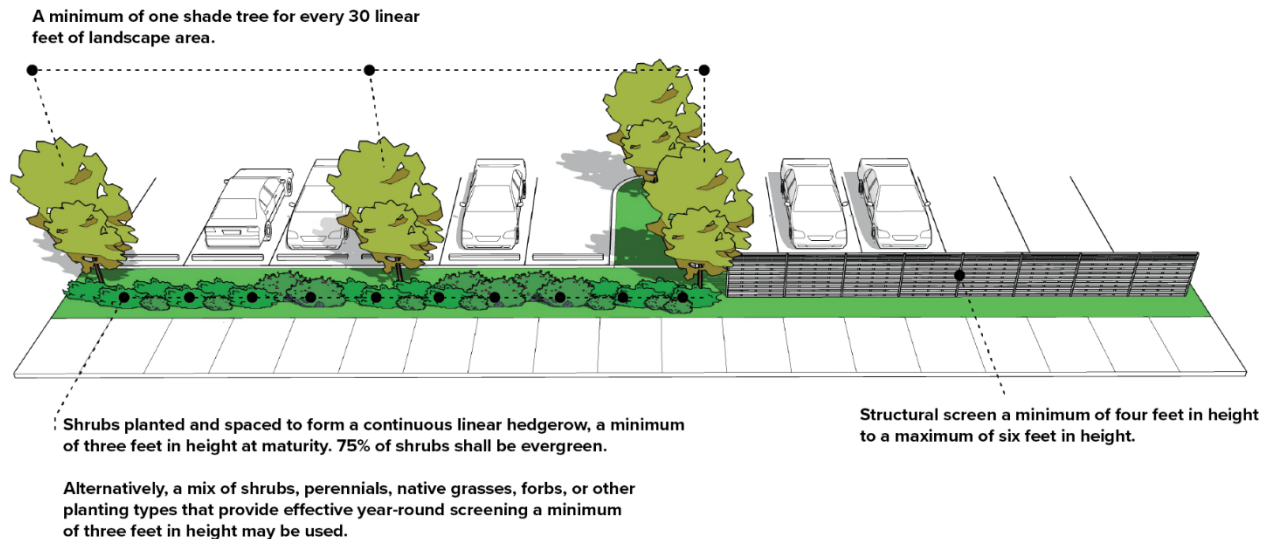 A minimum of one shade tree for every 30 linear
feet of landscape area.
Shrubs planted and spaced to form a continuous linear hedgerow, a minimum
of three feet in height at maturity. 75% of shrubs shall be evergreen.
Alternatively, a mix of shrubs, perennials, native grasses, forbs, or other
planting types that provide effective year-round screening a minimum
of three feet in height may be used.
Structural screen a minimum of four feet in height
to a maximum of six feet in height.